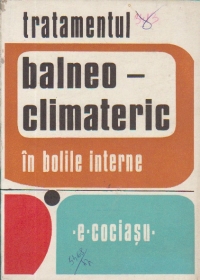 tratamentul
balneo –
climateric
în bolile interne
·e·cociașu·